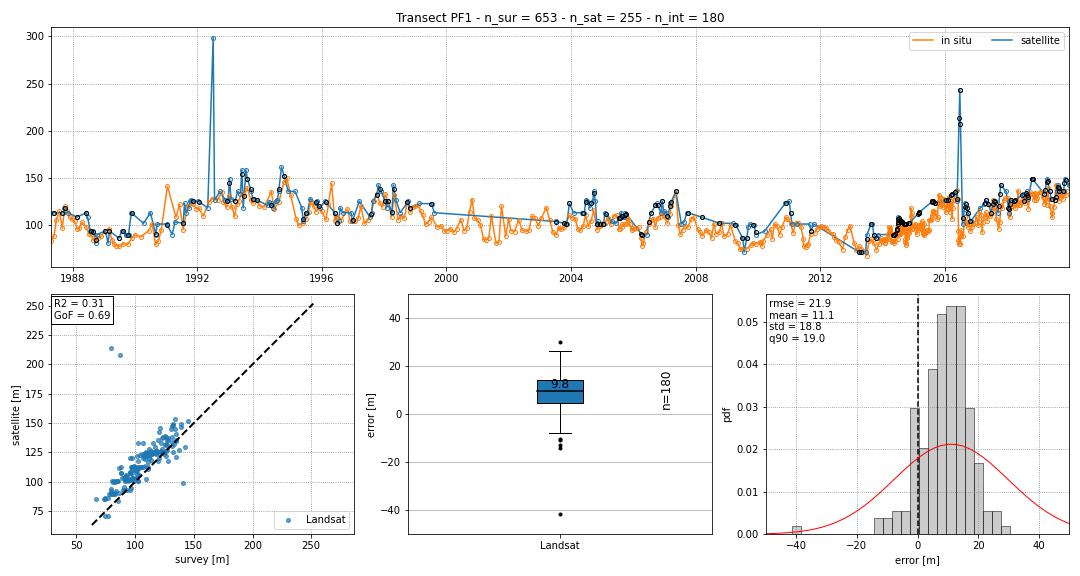 Transect PF1 - n_sur = 653 - n_sat = 255 - n_int = 180
300
250
200
150
100
in situ
satellite
1988
1992
1996
2000
2004
2008
2012
2016
R2 = 0.31
GoF = 0.69
250
225
200
175
150
125
100
75
satellite [m]
50
100
150
200
250
survey [m]
Landsat
40
20
0
−20
−40
error [m]
9.8
n=180
Landsat
rmse = 21.9
mean = 11.1
std = 18.8
q90 = 19.0
0.05
0.04
0.03
0.02
0.01
0.00
pdf
−40
−20
0
20
40
error [m]